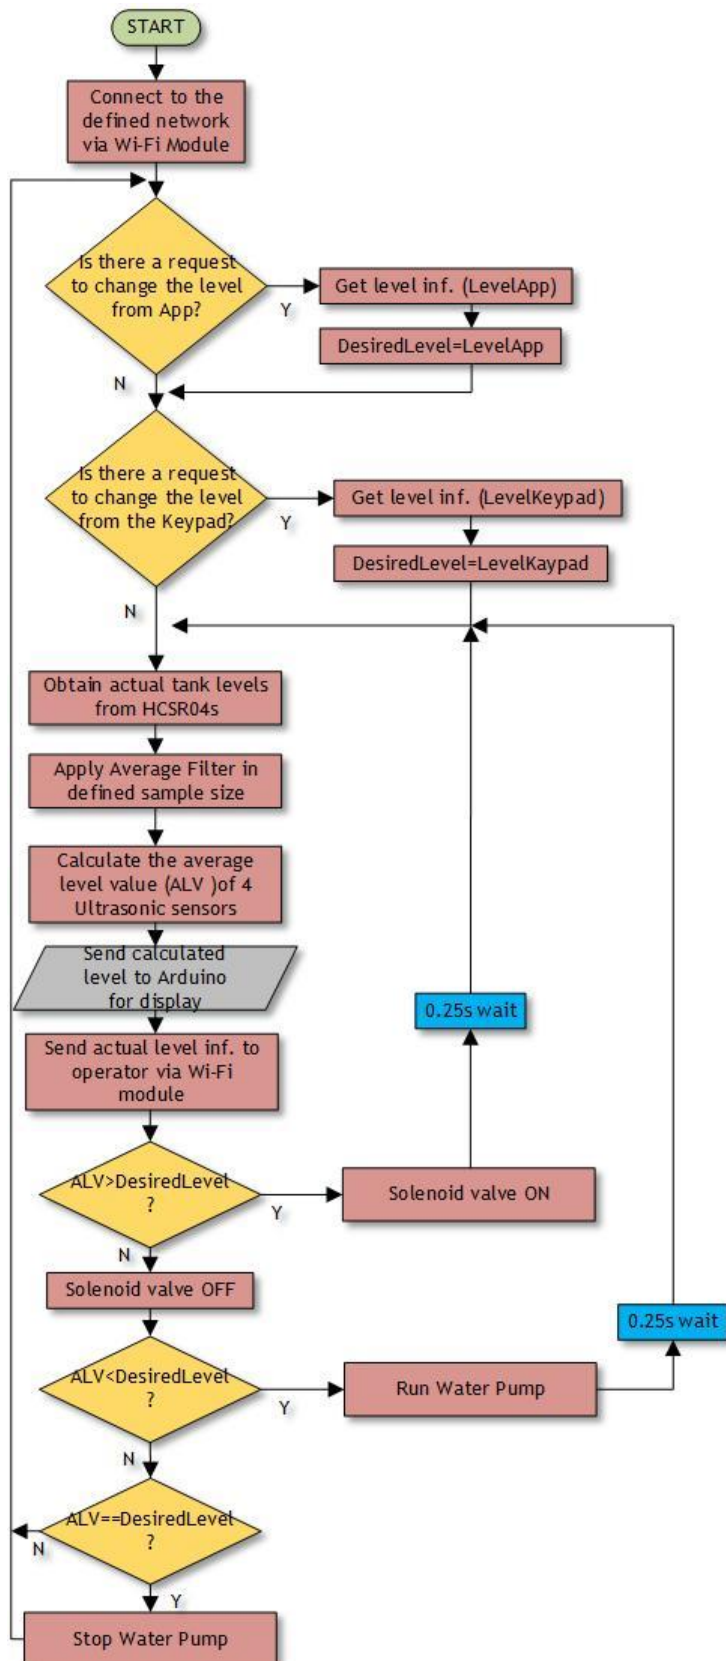 START
Connect to the
defined network
via Wi-Fi Module
Is there a request
to change the level
from App?
Y
Get level inf. (LevelApp)
DesiredLevel=LevelApp
N
Is there a request
to change the level
from the Keypad?
Y
Get level inf. (LevelKeypad)
DesiredLevel=LevelKaypad
N
Obtain actual tank levels
from HCSR04s
Apply Average Filter in
defined sample size
Calculate the average
level value (ALV )of 4
Ultrasonic sensors
Send calculated
level to Arduino
for display
0.25s wait
Send actual level inf. to
operator via Wi-Fi
module
ALV>DesiredLevel
?
Y
Solenoid valve ON
N
Solenoid valve OFF
0.25s wait
ALV<DesiredLevel
?
Y
Run Water Pump
N
ALV==DesiredLevel
?
N
Y
Stop Water Pump